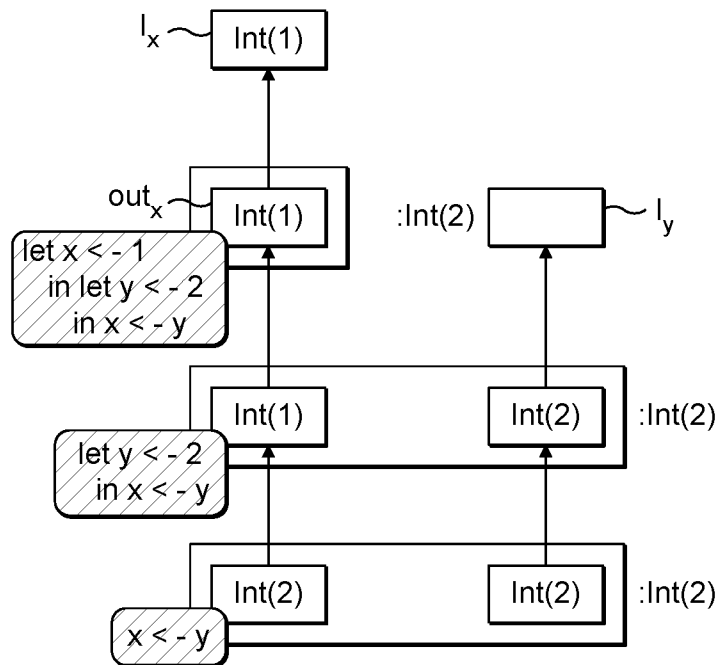 l_x
Int(1)
out_x
Int(1)
:Int(2)
l_y
let x < - 1
in let y < - 2
in x < - y
Int(1)
Int(2)
:Int(2)
let y < - 2
in x < - y
Int(2)
Int(2)
:Int(2)
x < - y